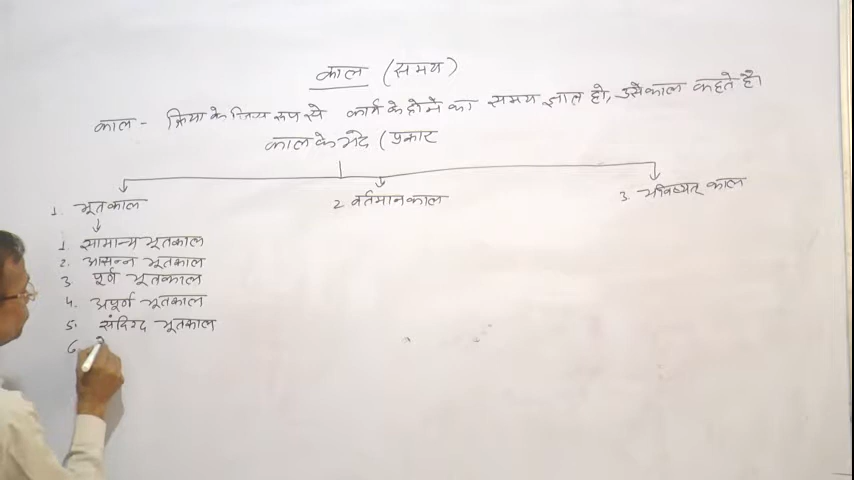 काल (समय)
काल - क्रिया के जिस रूप से कार्य के होने का समय ज्ञात हो, उसे काल कहते है।
काल के भेद (प्रकार
1. भूतकाल
2. वर्तमान काल
3. भविष्यत् काल
1. सामान्य भूतकाल
2. आसन्न भूतकाल
3. पूर्ण भूतकाल
4. अपूर्ण भूतकाल
5. संदिग्द भूतकाल
6